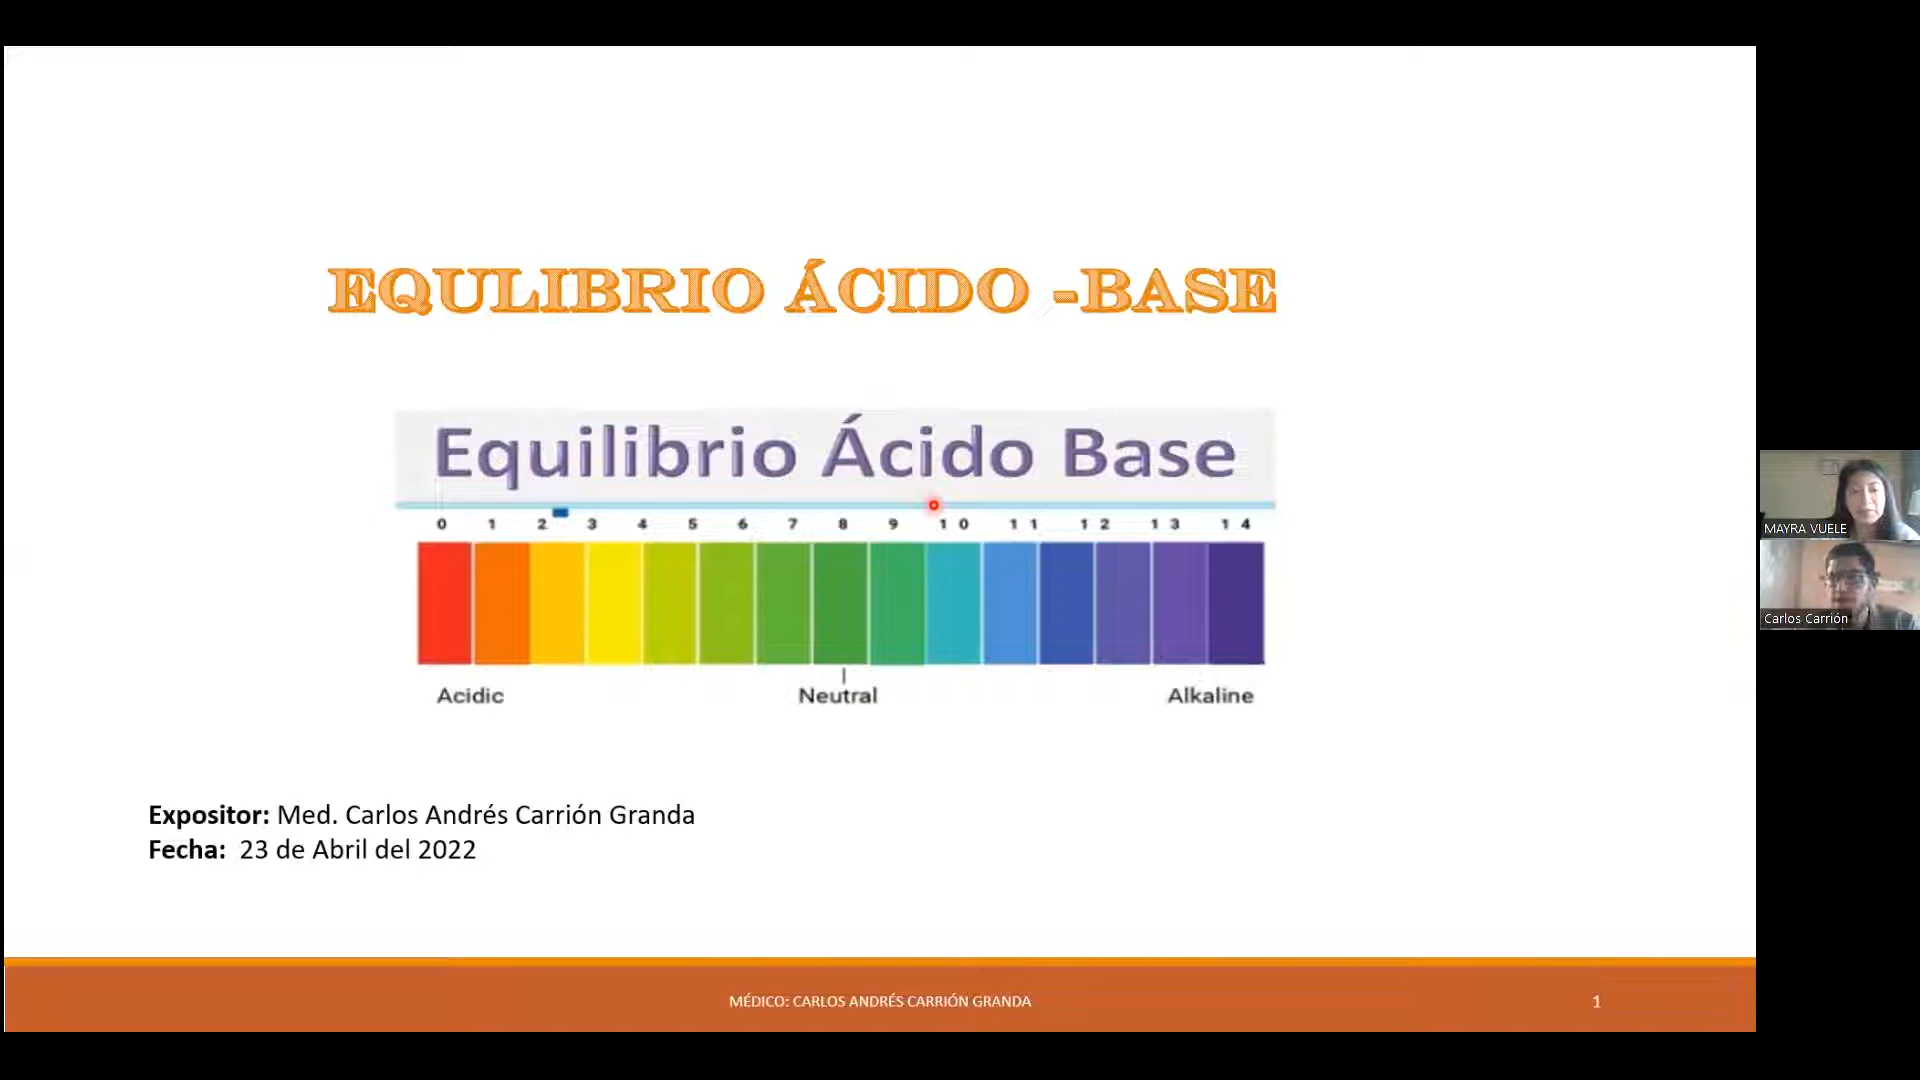 EQULIBRIO ÁCIDO -BASE
Equilibrio Ácido Base
0 1 2 3 4 5 6 7 8 9 10 11 12 13 14
Acidic Neutral Alkaline
Expositor: Med. Carlos Andrés Carrión Granda
Fecha: 23 de Abril del 2022
MÉDICO: CARLOS ANDRÉS CARRIÓN GRANDA 1
MAYRA VUELE
Carlos Carrión